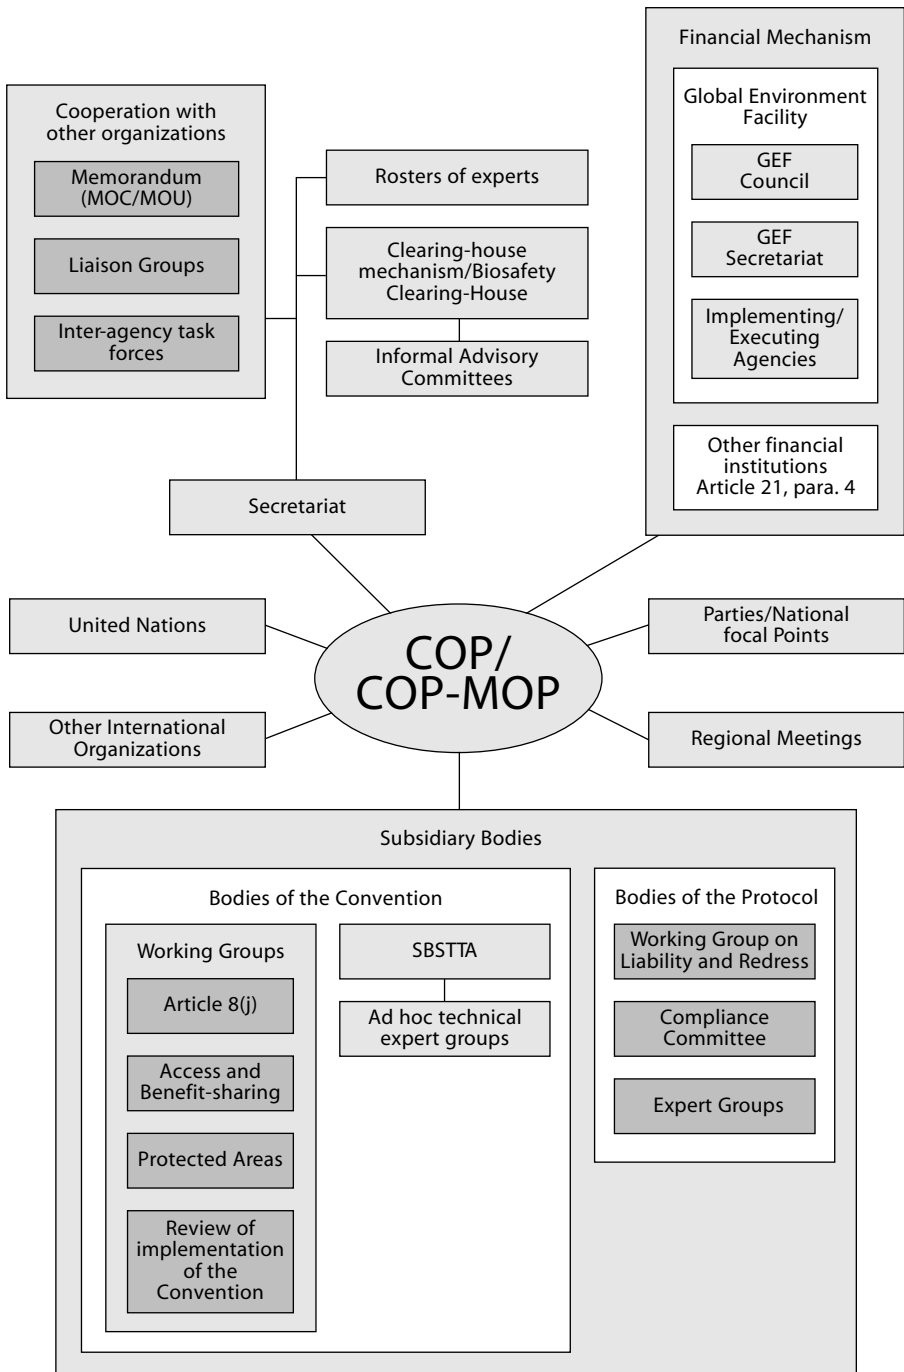 Financial Mechanism
Global Environment
Facility
GEF
Council
GEF
Secretariat
Implementing/
Executing
Agencies
Other financial
institutions
Article 21, para. 4
Cooperation with
other organizations
Memorandum
(MOC/MOU)
Liaison Groups
Inter-agency task
forces
Rosters of experts
Clearing-house
mechanism/Biosafety
Clearing-House
Informal Advisory
Committees
Secretariat
United Nations
Other International
Organizations
COP/
COP-MOP
Parties/National
focal Points
Regional Meetings
Subsidiary Bodies
Bodies of the Convention
Working Groups
Article 8(j)
Access and
Benefit-sharing
Protected Areas
Review of
implementation
of the
Convention
SBSTTA
Ad hoc technical
expert groups
Bodies of the Protocol
Working Group on
Liability and Redress
Compliance
Committee
Expert Groups